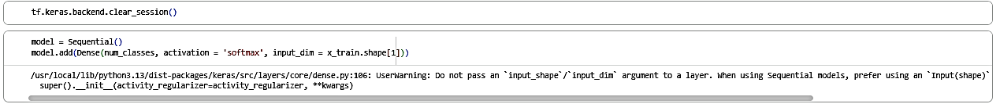 tf.keras.backend.clear_session()
model = Sequential()
model.add(Dense(num_classes, activation = 'softmax', input_dim = x_train.shape[1]))
/usr/local/lib/python3.13/dist-packages/keras/src/layers/core/dense.py:106: UserWarning: Do not pass an `input_shape`/`input_dim` argument to a layer. When using Sequential models, prefer using an `Input(shape)`
super().__init__(activity_regularizer=activity_regularizer, **kwargs)